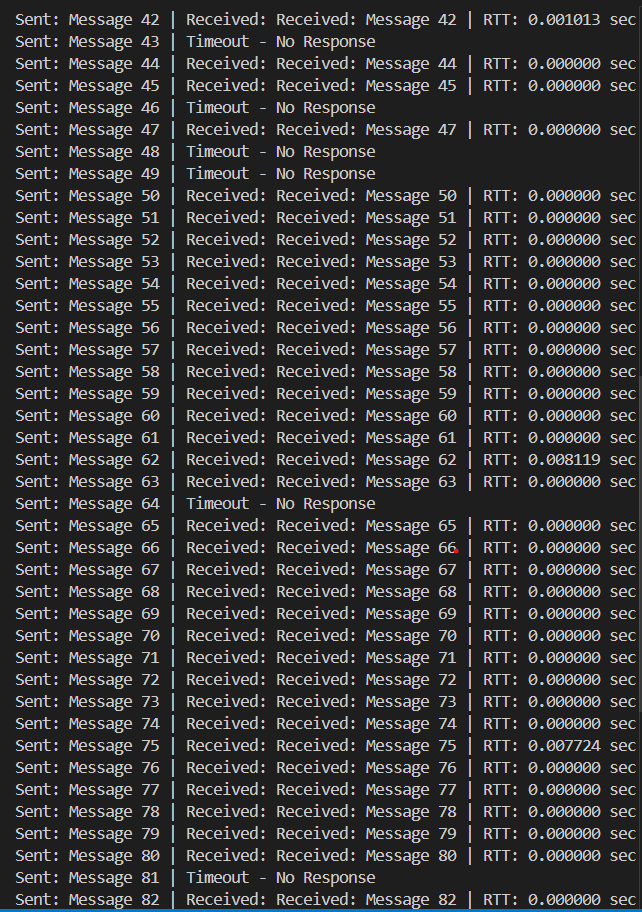 Sent: Message 42 | Received: Received: Message 42 | RTT: 0.001013 sec
Sent: Message 43 | Timeout - No Response
Sent: Message 44 | Received: Received: Message 44 | RTT: 0.000000 sec
Sent: Message 45 | Received: Received: Message 45 | RTT: 0.000000 sec
Sent: Message 46 | Timeout - No Response
Sent: Message 47 | Received: Received: Message 47 | RTT: 0.000000 sec
Sent: Message 48 | Timeout - No Response
Sent: Message 49 | Timeout - No Response
Sent: Message 50 | Received: Received: Message 50 | RTT: 0.000000 sec
Sent: Message 51 | Received: Received: Message 51 | RTT: 0.000000 sec
Sent: Message 52 | Received: Received: Message 52 | RTT: 0.000000 sec
Sent: Message 53 | Received: Received: Message 53 | RTT: 0.000000 sec
Sent: Message 54 | Received: Received: Message 54 | RTT: 0.000000 sec
Sent: Message 55 | Received: Received: Message 55 | RTT: 0.000000 sec
Sent: Message 56 | Received: Received: Message 56 | RTT: 0.000000 sec
Sent: Message 57 | Received: Received: Message 57 | RTT: 0.000000 sec
Sent: Message 58 | Received: Received: Message 58 | RTT: 0.000000 sec
Sent: Message 59 | Received: Received: Message 59 | RTT: 0.000000 sec
Sent: Message 60 | Received: Received: Message 60 | RTT: 0.000000 sec
Sent: Message 61 | Received: Received: Message 61 | RTT: 0.000000 sec
Sent: Message 62 | Received: Received: Message 62 | RTT: 0.008119 sec
Sent: Message 63 | Received: Received: Message 63 | RTT: 0.000000 sec
Sent: Message 64 | Timeout - No Response
Sent: Message 65 | Received: Received: Message 65 | RTT: 0.000000 sec
Sent: Message 66 | Received: Received: Message 66 | RTT: 0.000000 sec
Sent: Message 67 | Received: Received: Message 67 | RTT: 0.000000 sec
Sent: Message 68 | Received: Received: Message 68 | RTT: 0.000000 sec
Sent: Message 69 | Received: Received: Message 69 | RTT: 0.000000 sec
Sent: Message 70 | Received: Received: Message 70 | RTT: 0.000000 sec
Sent: Message 71 | Received: Received: Message 71 | RTT: 0.000000 sec
Sent: Message 72 | Received: Received: Message 72 | RTT: 0.000000 sec
Sent: Message 73 | Received: Received: Message 73 | RTT: 0.000000 sec
Sent: Message 74 | Received: Received: Message 74 | RTT: 0.000000 sec
Sent: Message 75 | Received: Received: Message 75 | RTT: 0.007724 sec
Sent: Message 76 | Received: Received: Message 76 | RTT: 0.000000 sec
Sent: Message 77 | Received: Received: Message 77 | RTT: 0.000000 sec
Sent: Message 78 | Received: Received: Message 78 | RTT: 0.000000 sec
Sent: Message 79 | Received: Received: Message 79 | RTT: 0.000000 sec
Sent: Message 80 | Received: Received: Message 80 | RTT: 0.000000 sec
Sent: Message 81 | Timeout - No Response
Sent: Message 82 | Received: Received: Message 82 | RTT: 0.000000 sec